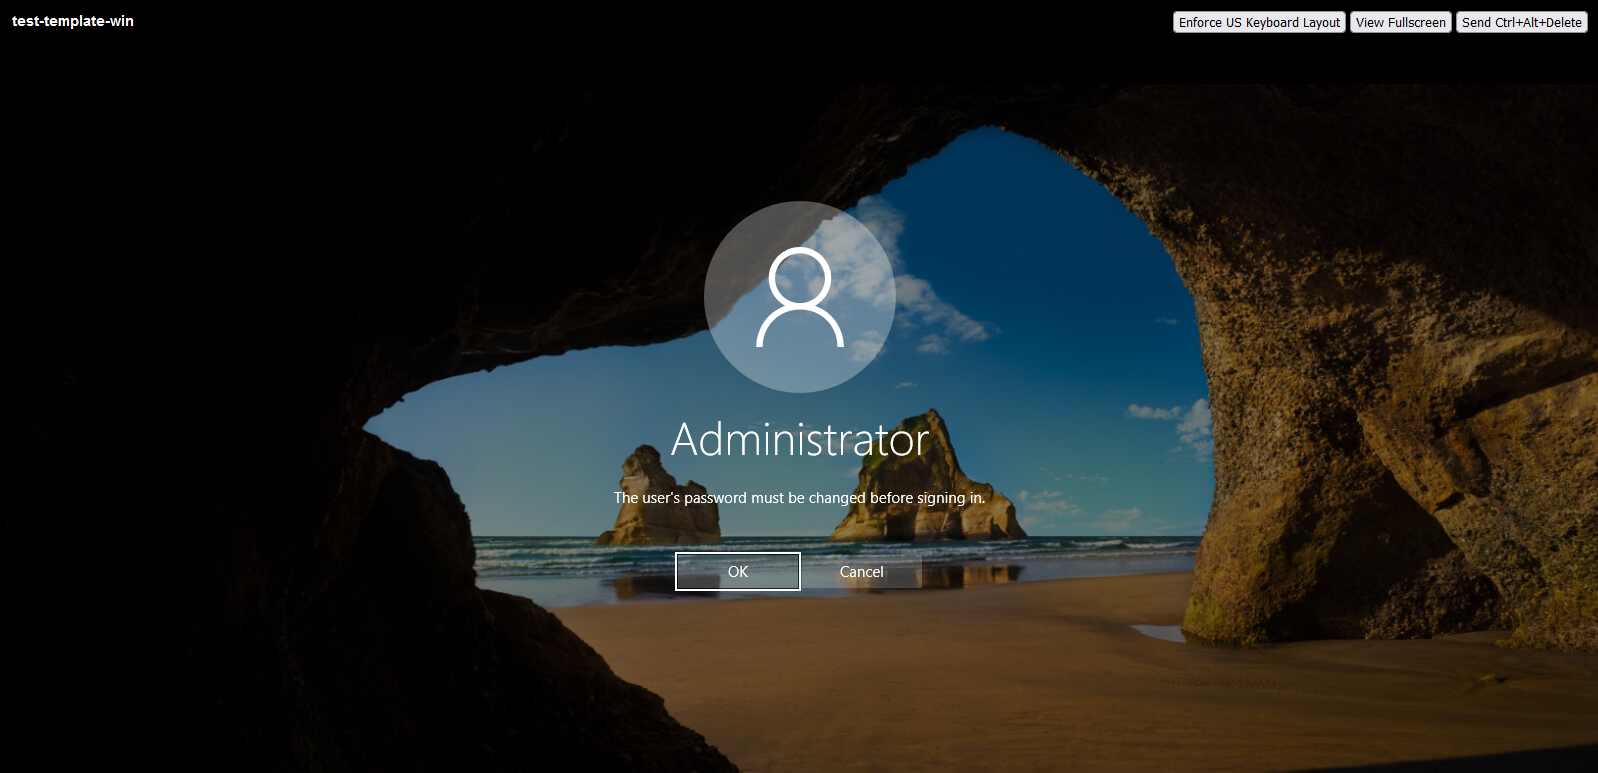 test-template-win
Enforce US Keyboard Layout View Fullscreen Send Ctrl+Alt+Delete
Administrator
The user's password must be changed before signing in.
OK Cancel